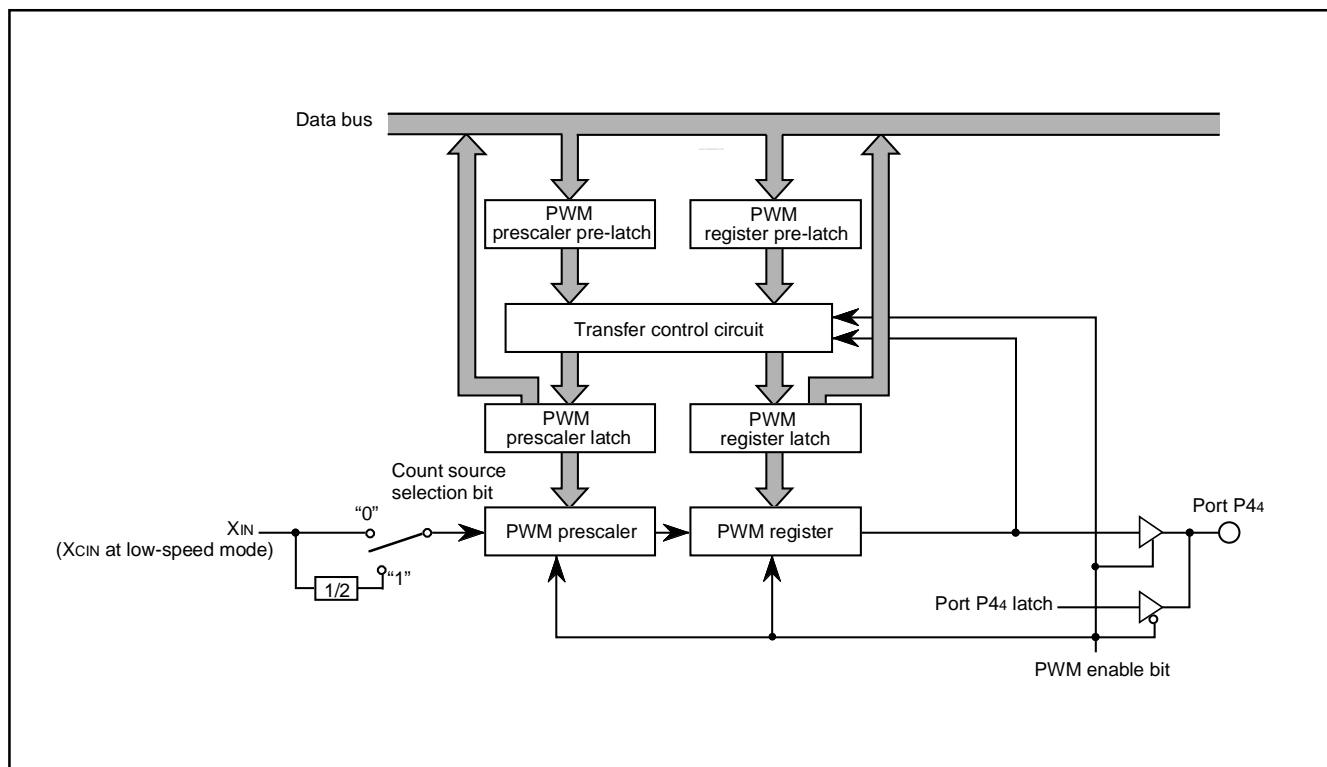 Data bus
PWM
prescaler pre-latch
PWM
register pre-latch
Transfer control circuit
PWM
prescaler latch
PWM
register latch
Count source
selection bit
XIN
(XCIN at low-speed mode)
“0”
“1”
1/2
PWM prescaler
PWM register
Port P44
Port P44 latch
PWM enable bit